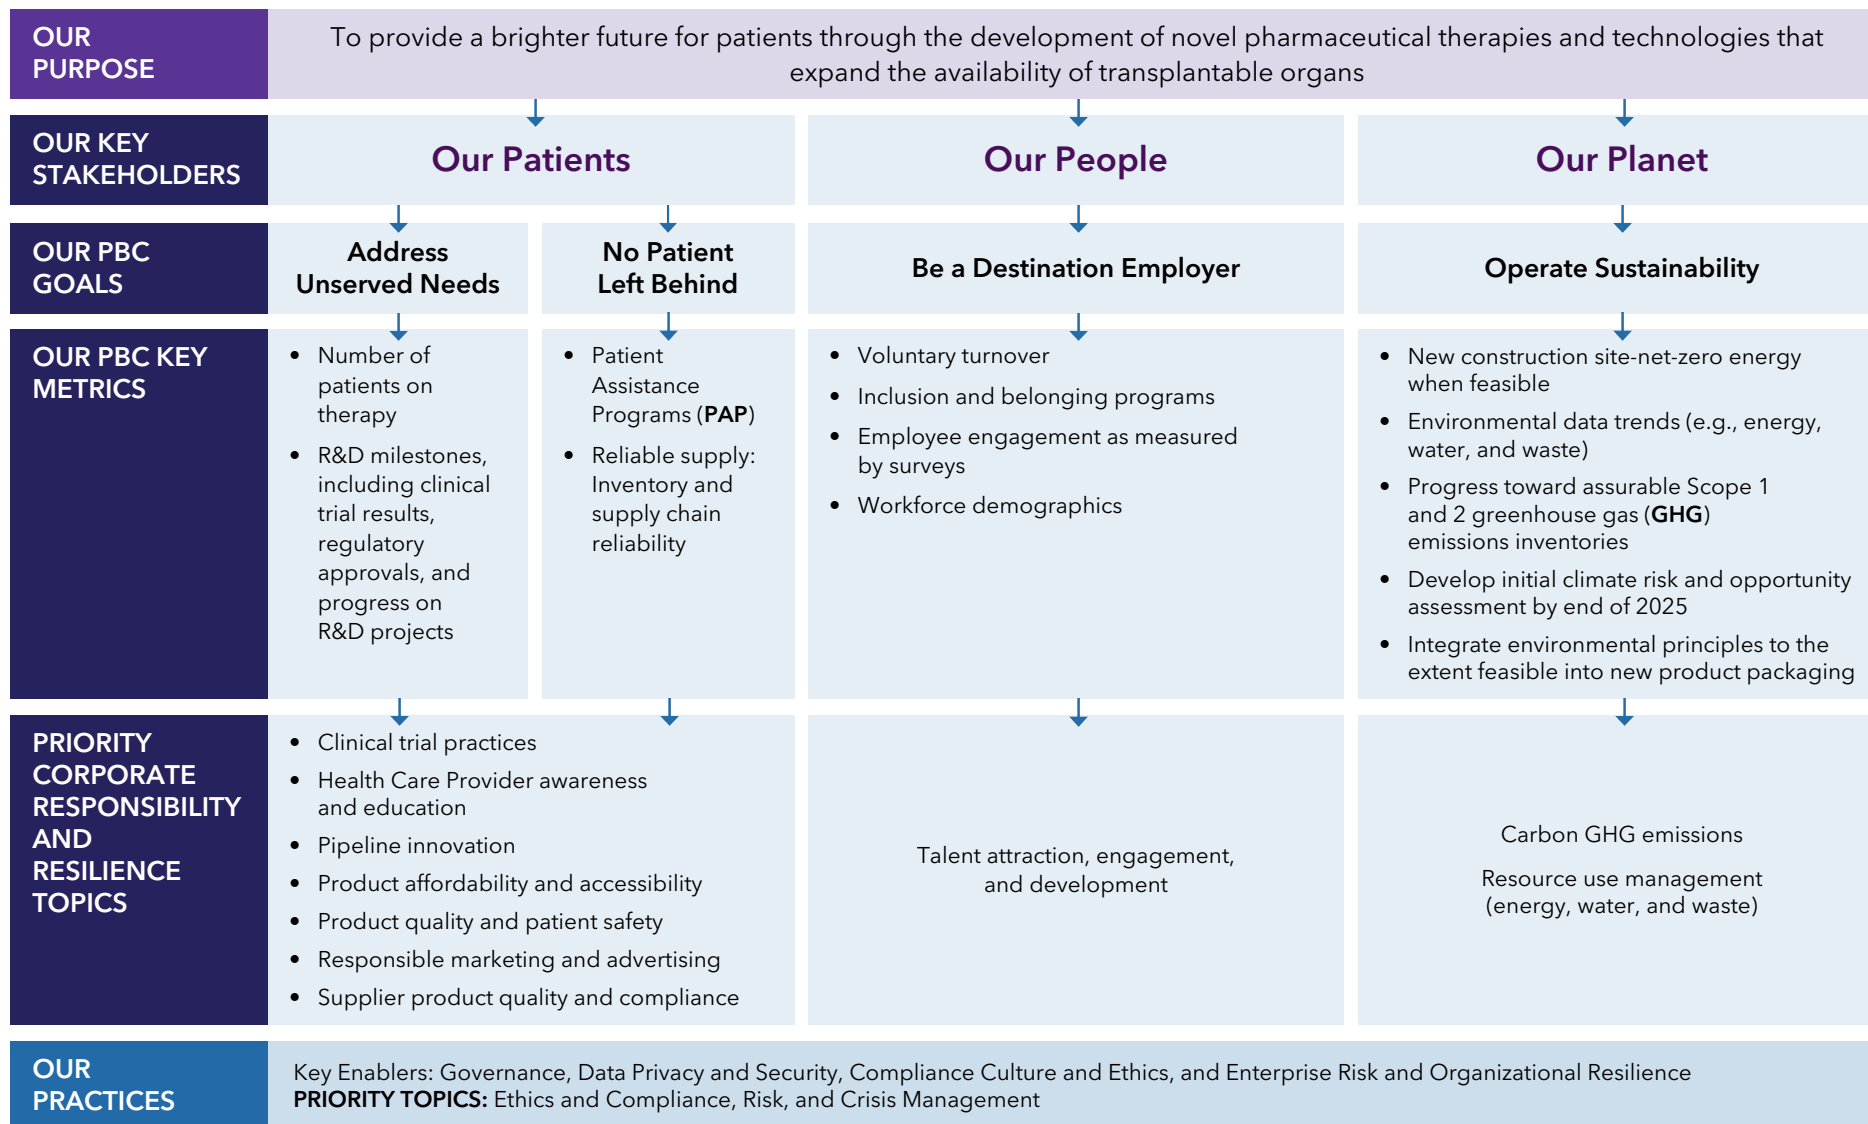 OUR
PURPOSE
To provide a brighter future for patients through the development of novel pharmaceutical therapies and technologies that
expand the availability of transplantable organs
OUR KEY
STAKEHOLDERS
Our Patients
Our People
Our Planet
OUR PBC
GOALS
Address
Unserved Needs
No Patient
Left Behind
Be a Destination Employer
Operate Sustainability
OUR PBC KEY
METRICS
• Number of
patients on
therapy
• R&D milestones,
including clinical
trial results,
regulatory
approvals, and
progress on
R&D projects
• Patient
Assistance
Programs (PAP)
• Reliable supply:
Inventory and
supply chain
reliability
• Voluntary turnover
• Inclusion and belonging programs
• Employee engagement as measured
by surveys
• Workforce demographics
• New construction site-net-zero energy
when feasible
• Environmental data trends (e.g., energy,
water, and waste)
• Progress toward assurable Scope 1
and 2 greenhouse gas (GHG)
emissions inventories
• Develop initial climate risk and opportunity
assessment by end of 2025
• Integrate environmental principles to the
extent feasible into new product packaging
PRIORITY
CORPORATE
RESPONSIBILITY
AND
RESILIENCE
TOPICS
• Clinical trial practices
• Health Care Provider awareness
and education
• Pipeline innovation
• Product affordability and accessibility
• Product quality and patient safety
• Responsible marketing and advertising
• Supplier product quality and compliance
Talent attraction, engagement,
and development
Carbon GHG emissions
Resource use management
(energy, water, and waste)
OUR
PRACTICES
Key Enablers: Governance, Data Privacy and Security, Compliance Culture and Ethics, and Enterprise Risk and Organizational Resilience
PRIORITY TOPICS: Ethics and Compliance, Risk, and Crisis Management